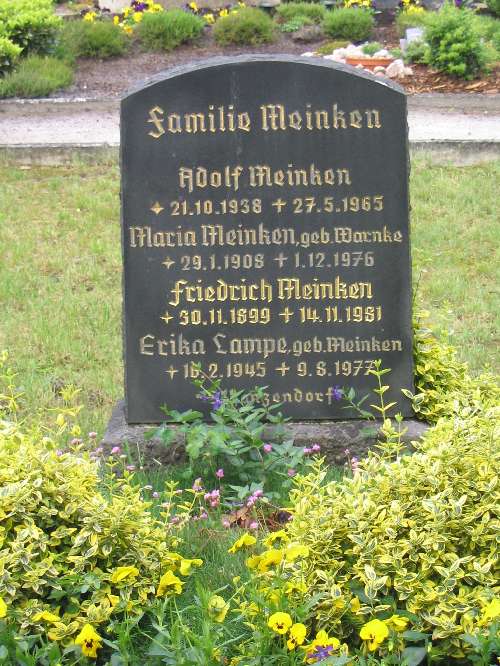 Familie Meinken
Adolf Meinken
✦ 21.10.1938 ✝ 27.5.1965
Maria Meinken, geb. Warnke
✦ 29.1.1908 ✝ 1.12.1976
Friedrich Meinken
✦ 30.11.1899 ✝ 14.11.1981
Erika Lampe, geb. Meinken
✦ 16.2.1945 ✝ 9.8.1977